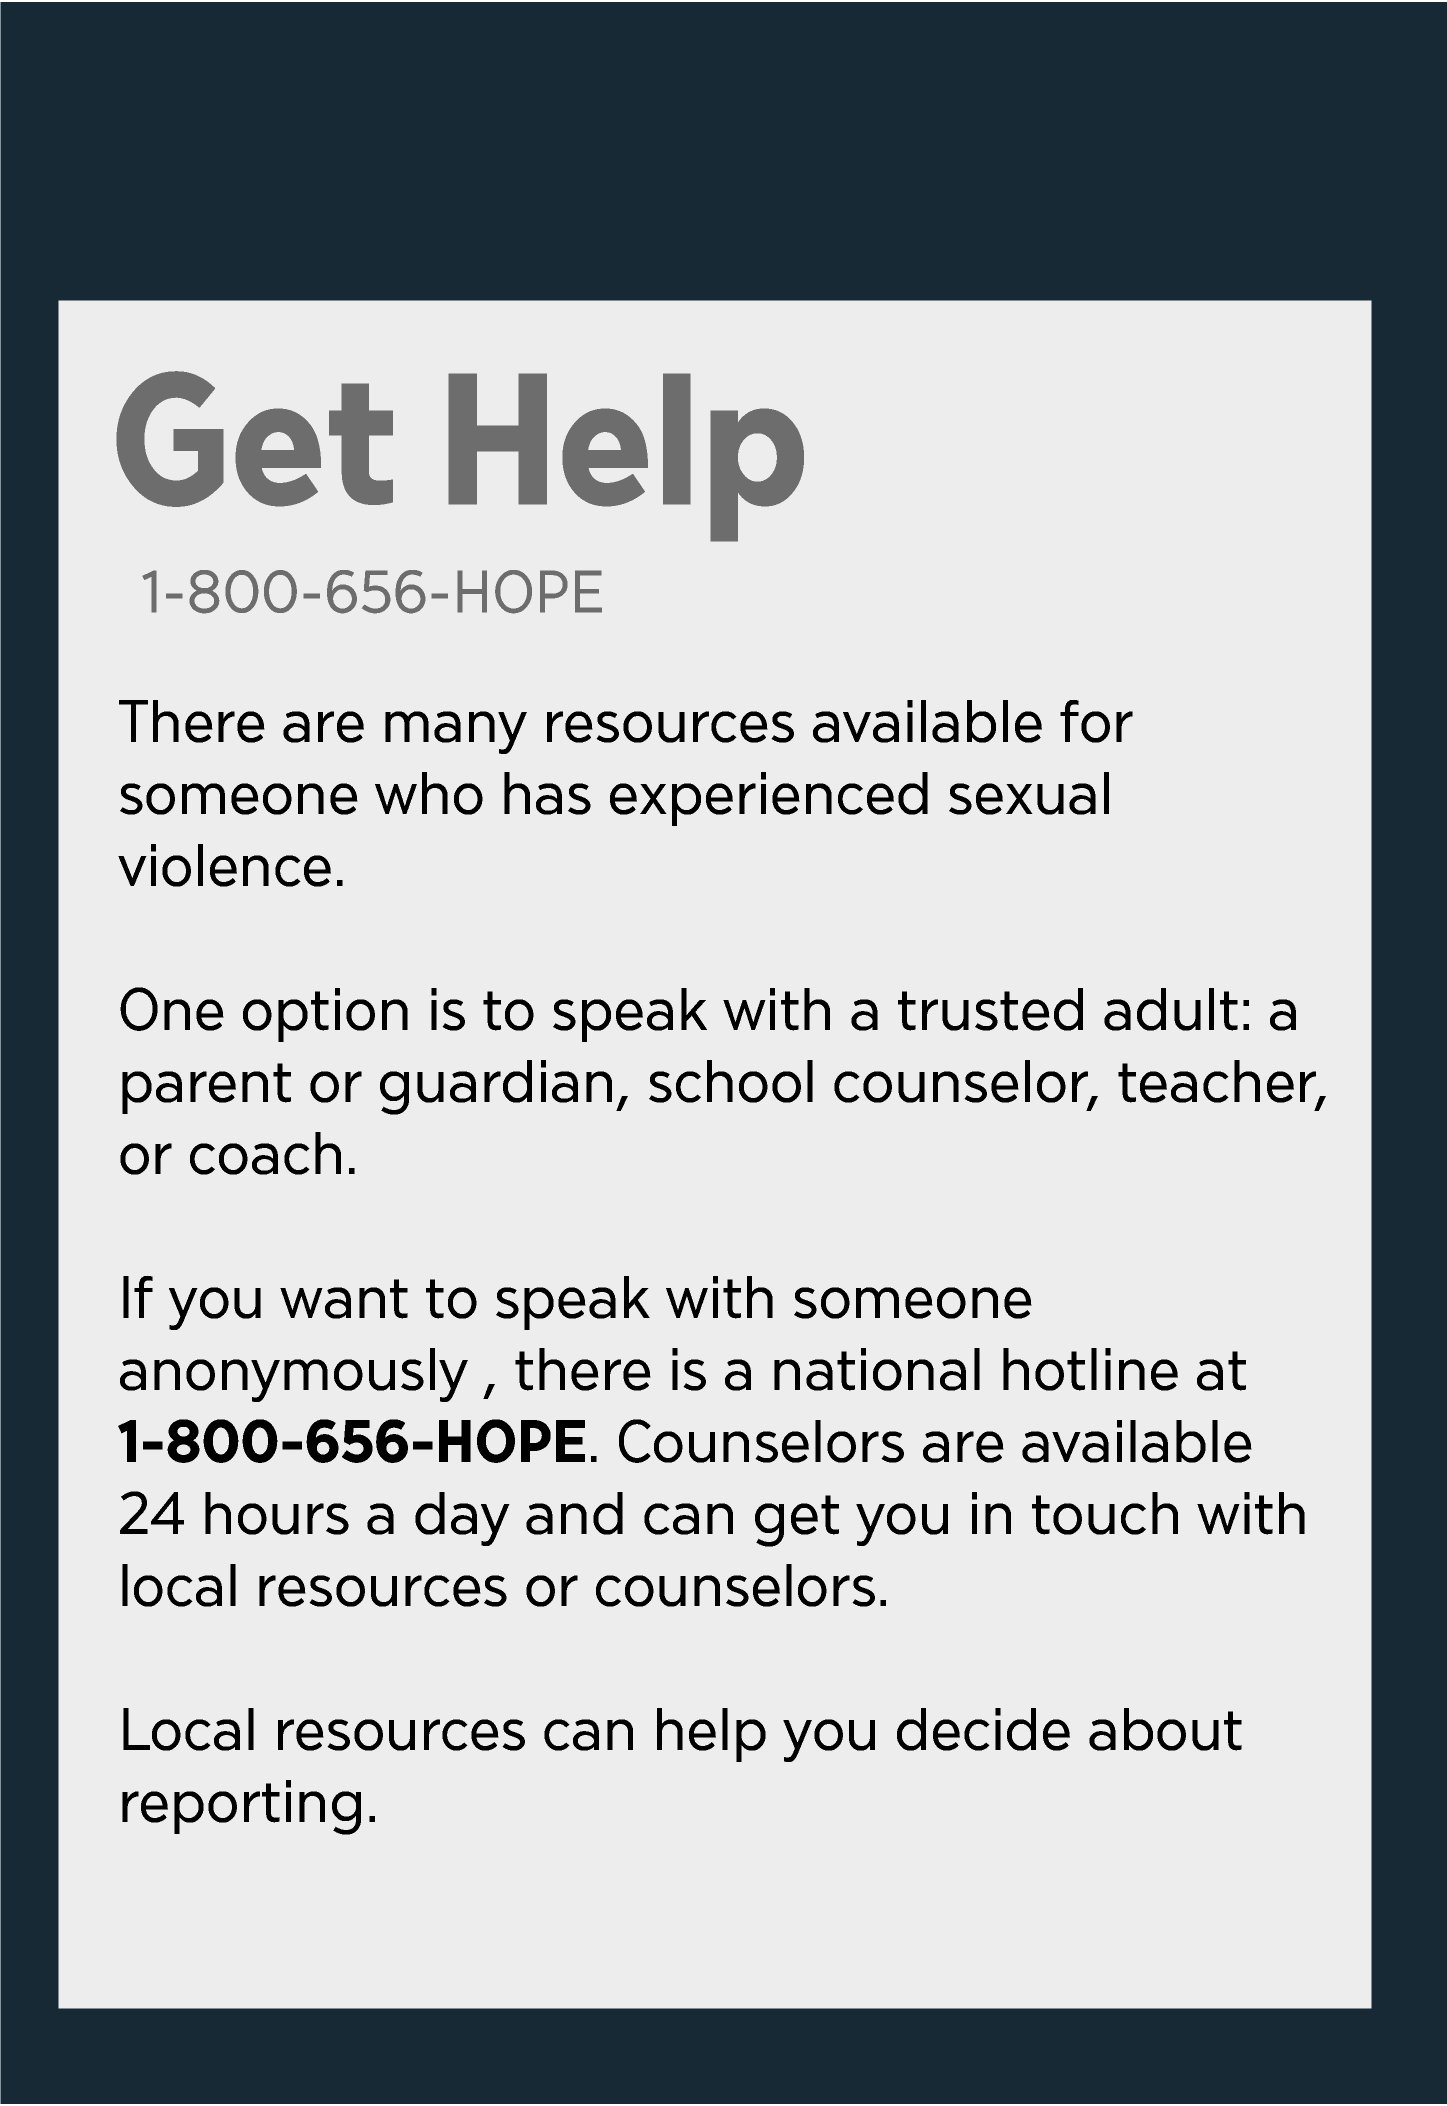 Get Help
1-800-656-HOPE
There are many resources available for
someone who has experienced sexual
violence.
One option is to speak with a trusted adult: a
parent or guardian, school counselor, teacher,
or coach.
If you want to speak with someone
anonymously , there is a national hotline at
1-800-656-HOPE. Counselors are available
24 hours a day and can get you in touch with
local resources or counselors.
Local resources can help you decide about
reporting.